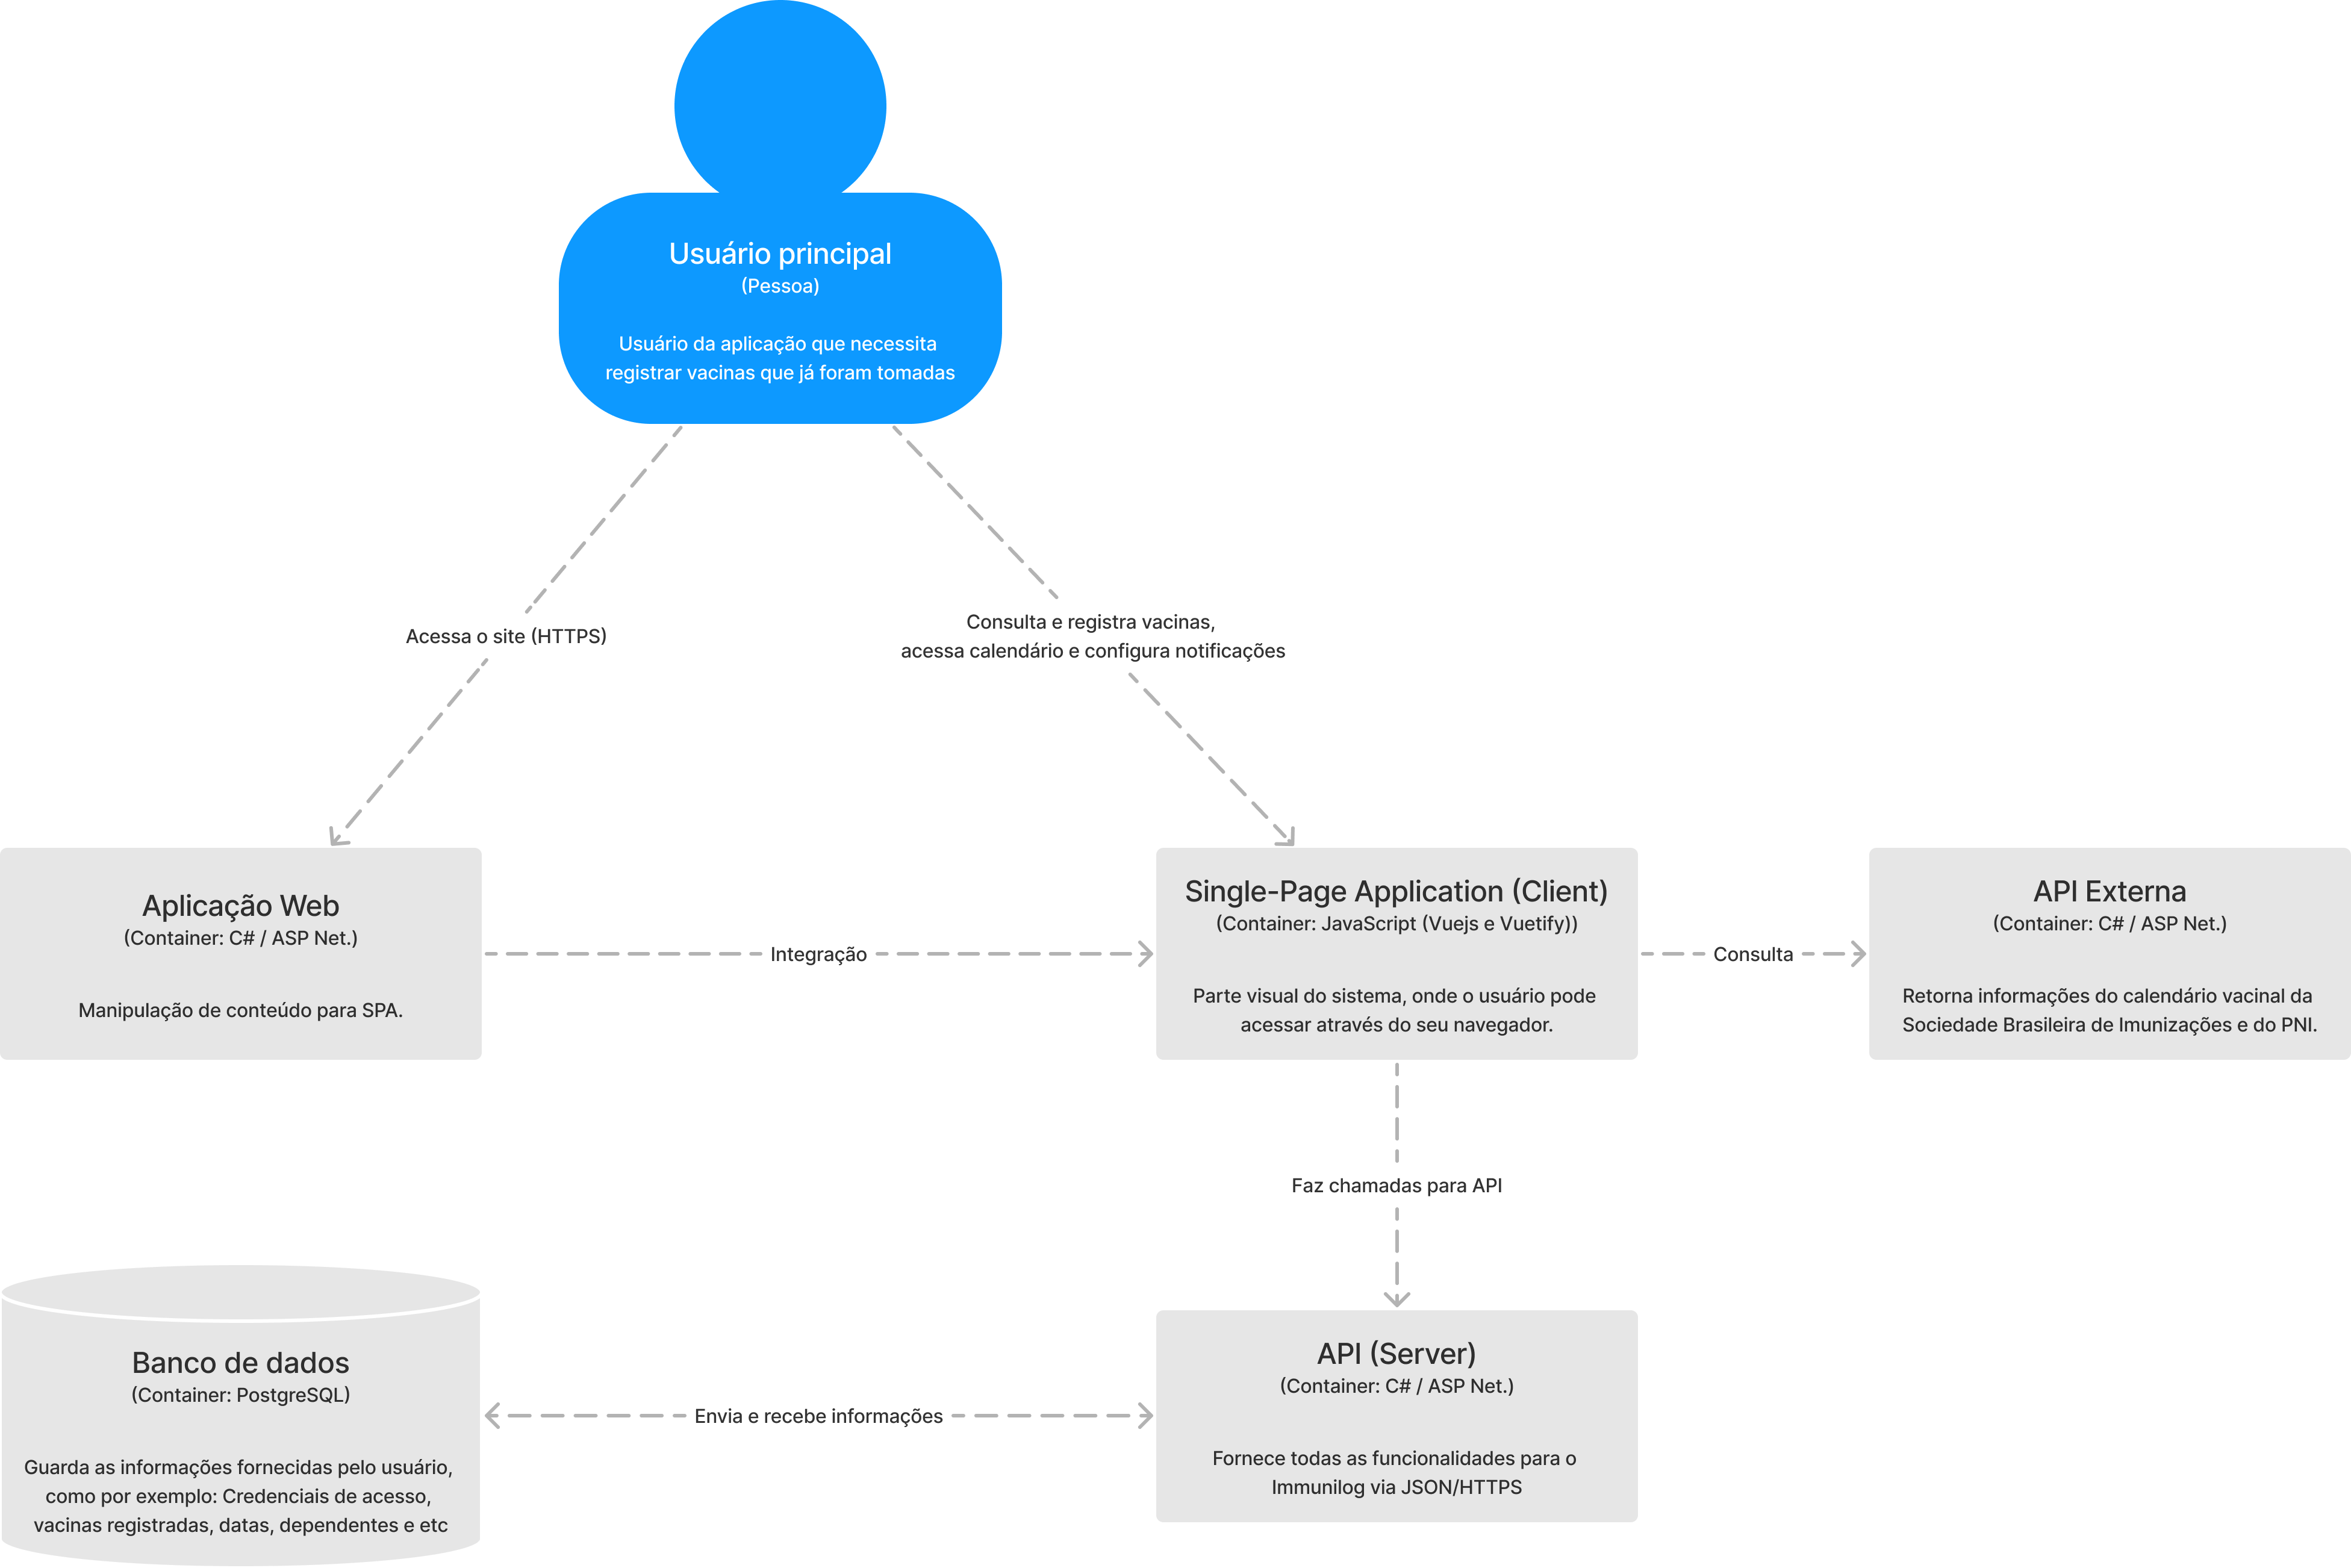 Usuário principal
(Pessoa)
Usuário da aplicação que necessita
registrar vacinas que já foram tomadas
Acessa o site (HTTPS)
Consulta e registra vacinas,
acessa calendário e configura notificações
Aplicação Web
(Container: C# / ASP Net.)
Manipulação de conteúdo para SPA.
Integração
Single-Page Application (Client)
(Container: JavaScript (Vuejs e Vuetify))
Parte visual do sistema, onde o usuário pode
acessar através do seu navegador.
Consulta
API Externa
(Container: C# / ASP Net.)
Retorna informações do calendário vacinal da
Sociedade Brasileira de Imunizações e do PNI.
Faz chamadas para API
Banco de dados
(Container: PostgreSQL)
Guarda as informações fornecidas pelo usuário,
como por exemplo: Credenciais de acesso,
vacinas registradas, datas, dependentes e etc
Envia e recebe informações
API (Server)
(Container: C# / ASP Net.)
Fornece todas as funcionalidades para o
Immunilog via JSON/HTTPS